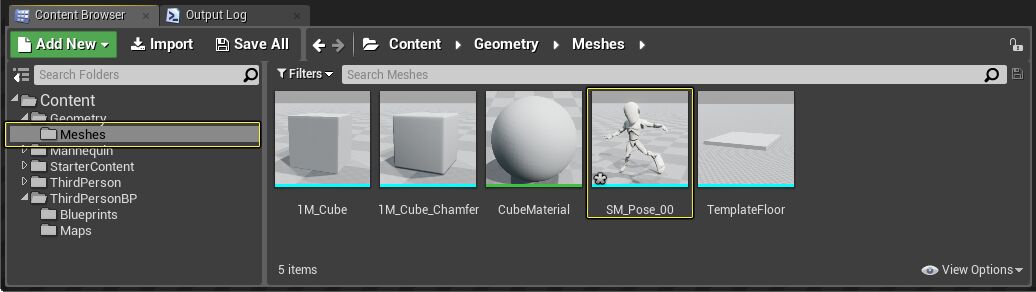 Content Browser
Output Log
Add New
Import
Save All
Content
Geometry
Meshes
Search Folders
Filters
Search Meshes
Content
Geometry
Meshes
Mannequin
StarterContent
ThirdPerson
ThirdPersonBP
Blueprints
Maps
1M_Cube
1M_Cube_Chamfer
CubeMaterial
SM_Pose_00
TemplateFloor
5 items
View Options